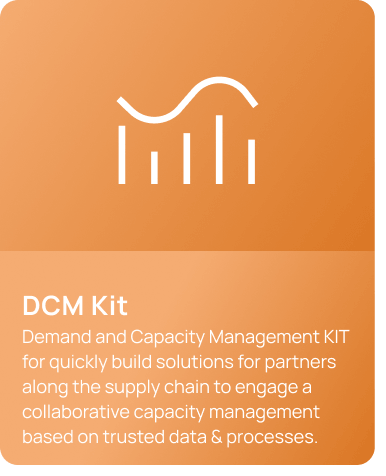 DCM Kit
Demand and Capacity Management KIT
for quickly build solutions for partners
along the supply chain to engage a
collaborative capacity management
based on trusted data & processes.